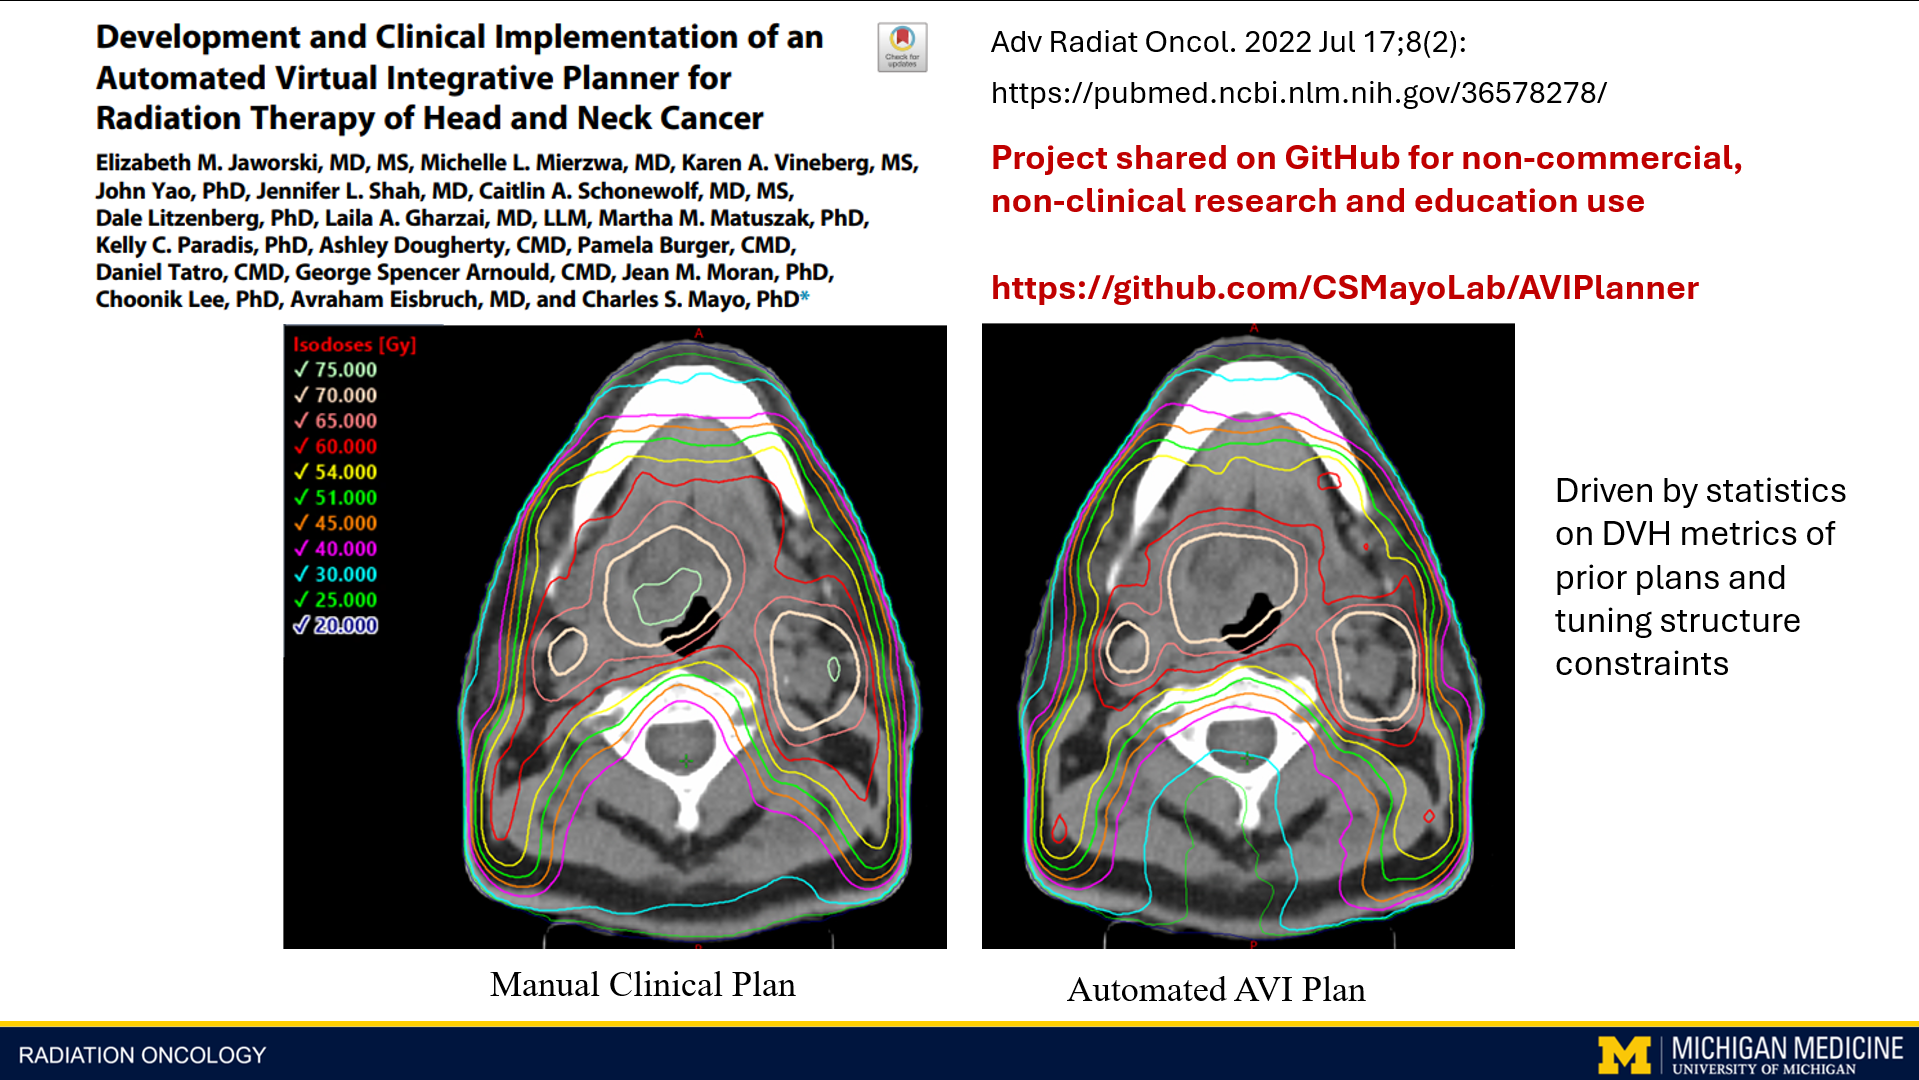 Development and Clinical Implementation of an
Automated Virtual Integrative Planner for
Radiation Therapy of Head and Neck Cancer
Check for
updates
Elizabeth M. Jaworski, MD, MS, Michelle L. Mierzwa, MD, Karen A. Vineberg, MS,
John Yao, PhD, Jennifer L. Shah, MD, Caitlin A. Schonewolf, MD, MS,
Dale Litzenberg, PhD, Laila A. Gharzai, MD, LLM, Martha M. Matuszak, PhD,
Kelly C. Paradis, PhD, Ashley Dougherty, CMD, Pamela Burger, CMD,
Daniel Tatro, CMD, George Spencer Arnould, CMD, Jean M. Moran, PhD,
Choonik Lee, PhD, Avraham Eisbruch, MD, and Charles S. Mayo, PhD*
Adv Radiat Oncol. 2022 Jul 17;8(2):
https://pubmed.ncbi.nlm.nih.gov/36578278/
Project shared on GitHub for non-commercial,
non-clinical research and education use
https://github.com/CSMayoLab/AVIPlanner
Isodoses [Gy]
✓ 75.000
✓ 70.000
✓ 65.000
✓ 60.000
✓ 54.000
✓ 51.000
✓ 45.000
✓ 40.000
✓ 30.000
✓ 25.000
✓ 20.000
A
A
P
P
Driven by statistics
on DVH metrics of
prior plans and
tuning structure
constraints
Manual Clinical Plan
Automated AVI Plan
RADIATION ONCOLOGY
M
MICHIGAN MEDICINE
UNIVERSITY OF MICHIGAN